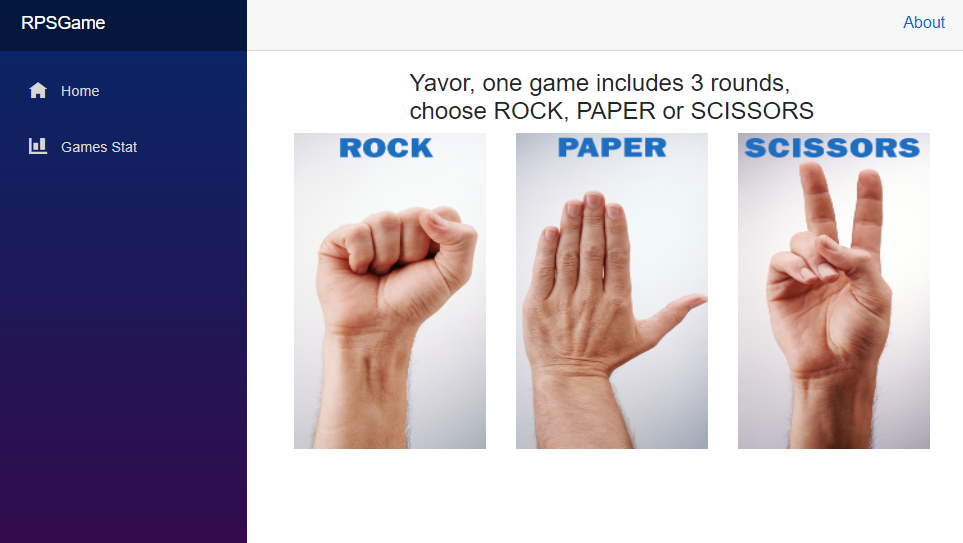 RPSGame
About
Home
Games Stat
Yavor, one game includes 3 rounds,
choose ROCK, PAPER or SCISSORS
ROCK
PAPER
SCISSORS